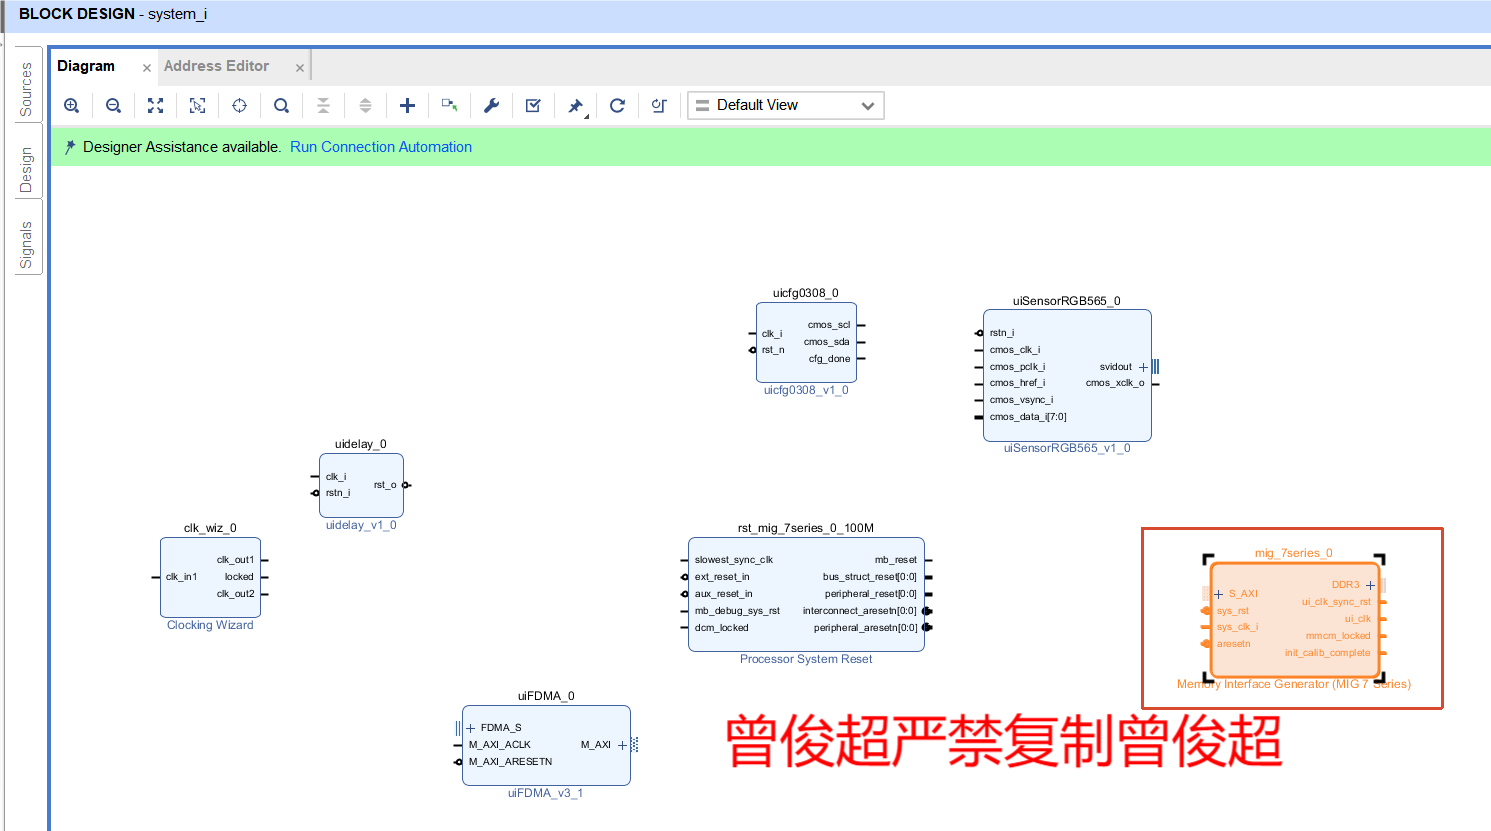 BLOCK DESIGN - system_i
Sources
Design
Signals
Diagram
Address Editor
Default View
Designer Assistance available. Run Connection Automation
uicfg0308_0
clk_i
rst_n
cmos_scl
cmos_sda
cfg_done
uicfg0308_v1_0
uiSensorRGB565_0
rstn_i
cmos_clk_i
cmos_pclk_i
cmos_href_i
cmos_vsync_i
cmos_data_i[7:0]
svidout
cmos_xclk_o
uiSensorRGB565_v1_0
uidelay_0
clk_i
rstn_i
rst_o
uidelay_v1_0
clk_wiz_0
clk_in1
clk_out1
locked
clk_out2
Clocking Wizard
rst_mig_7series_0_100M
slowest_sync_clk
ext_reset_in
aux_reset_in
mb_debug_sys_rst
dcm_locked
mb_reset
bus_struct_reset[0:0]
peripheral_reset[0:0]
interconnect_aresetn[0:0]
peripheral_aresetn[0:0]
Processor System Reset
mig_7series_0
S_AXI
sys_rst
sys_clk_i
aresetn
DDR3
ui_clk_sync_rst
ui_clk
mmcm_locked
init_calib_complete
Memory Interface Generator (MIG 7 Series)
uiFDMA_0
FDMA_S
M_AXI_ACLK
M_AXI_ARESETN
M_AXI
uiFDMA_v3_1
曾俊超严禁复制曾俊超